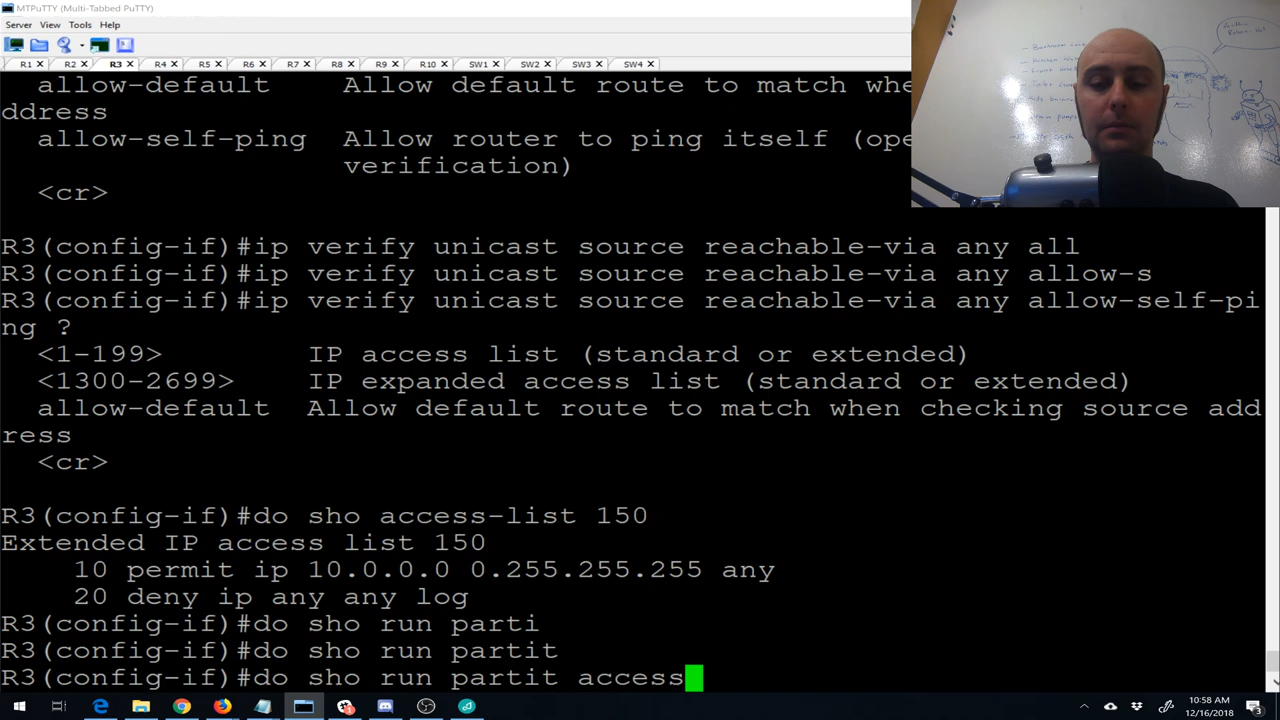 MTPuTTY (Multi-Tabbed PuTTY)
Server View Tools Help
R1 R2 R3 R4 R5 R6 R7 R8 R9 R10 SW1 SW2 SW3 SW4
allow-default Allow default route to match
ddress
allow-self-ping Allow router to ping itself
verification)
<cr>
R3(config-if)#ip verify unicast source reachable-via any all
R3(config-if)#ip verify unicast source reachable-via any allow-s
R3(config-if)#ip verify unicast source reachable-via any allow-self-pi
ng ?
<1-199> IP access list (standard or extended)
<1300-2699> IP expanded access list (standard or extended)
allow-default Allow default route to match when checking source add
ress
<cr>
R3(config-if)#do sho access-list 150
Extended IP access list 150
10 permit ip 10.0.0.0 0.255.255.255 any
20 deny ip any any log
R3(config-if)#do sho run parti
R3(config-if)#do sho run partit
R3(config-if)#do sho run partit access
10:58 AM
12/16/2018
3